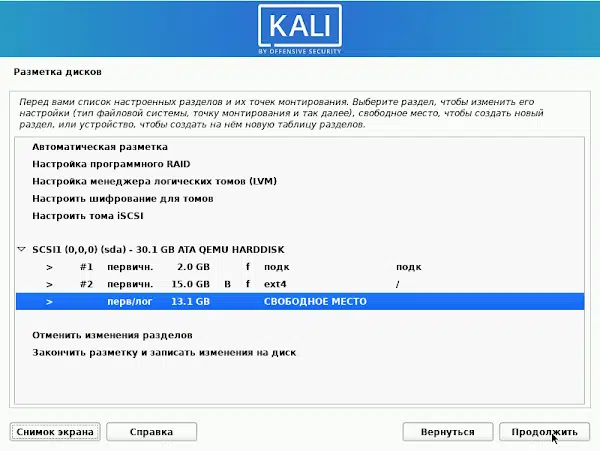 KALI
BY OFFENSIVE SECURITY
Разметка дисков
Перед вами список настроенных разделов и их точек монтирования. Выберите раздел, чтобы изменить его
настройки (тип файловой системы, точку монтирования и так далее), свободное место, чтобы создать новый
раздел, или устройство, чтобы создать на нём новую таблицу разделов.
Автоматическая разметка
Настройка программного RAID
Настройка менеджера логических томов (LVM)
Настроить шифрование для томов
Настроить тома iSCSI
SCSI1 (0,0,0) (sda) - 30.1 GB ATA QEMU HARDDISK
> #1 первичн. 2.0 GB f подк подк
> #2 первичн. 15.0 GB B f ext4 /
> перв/лог 13.1 GB СВОБОДНОЕ МЕСТО
Отменить изменения разделов
Закончить разметку и записать изменения на диск
Снимок экрана Справка Вернуться Продолжить